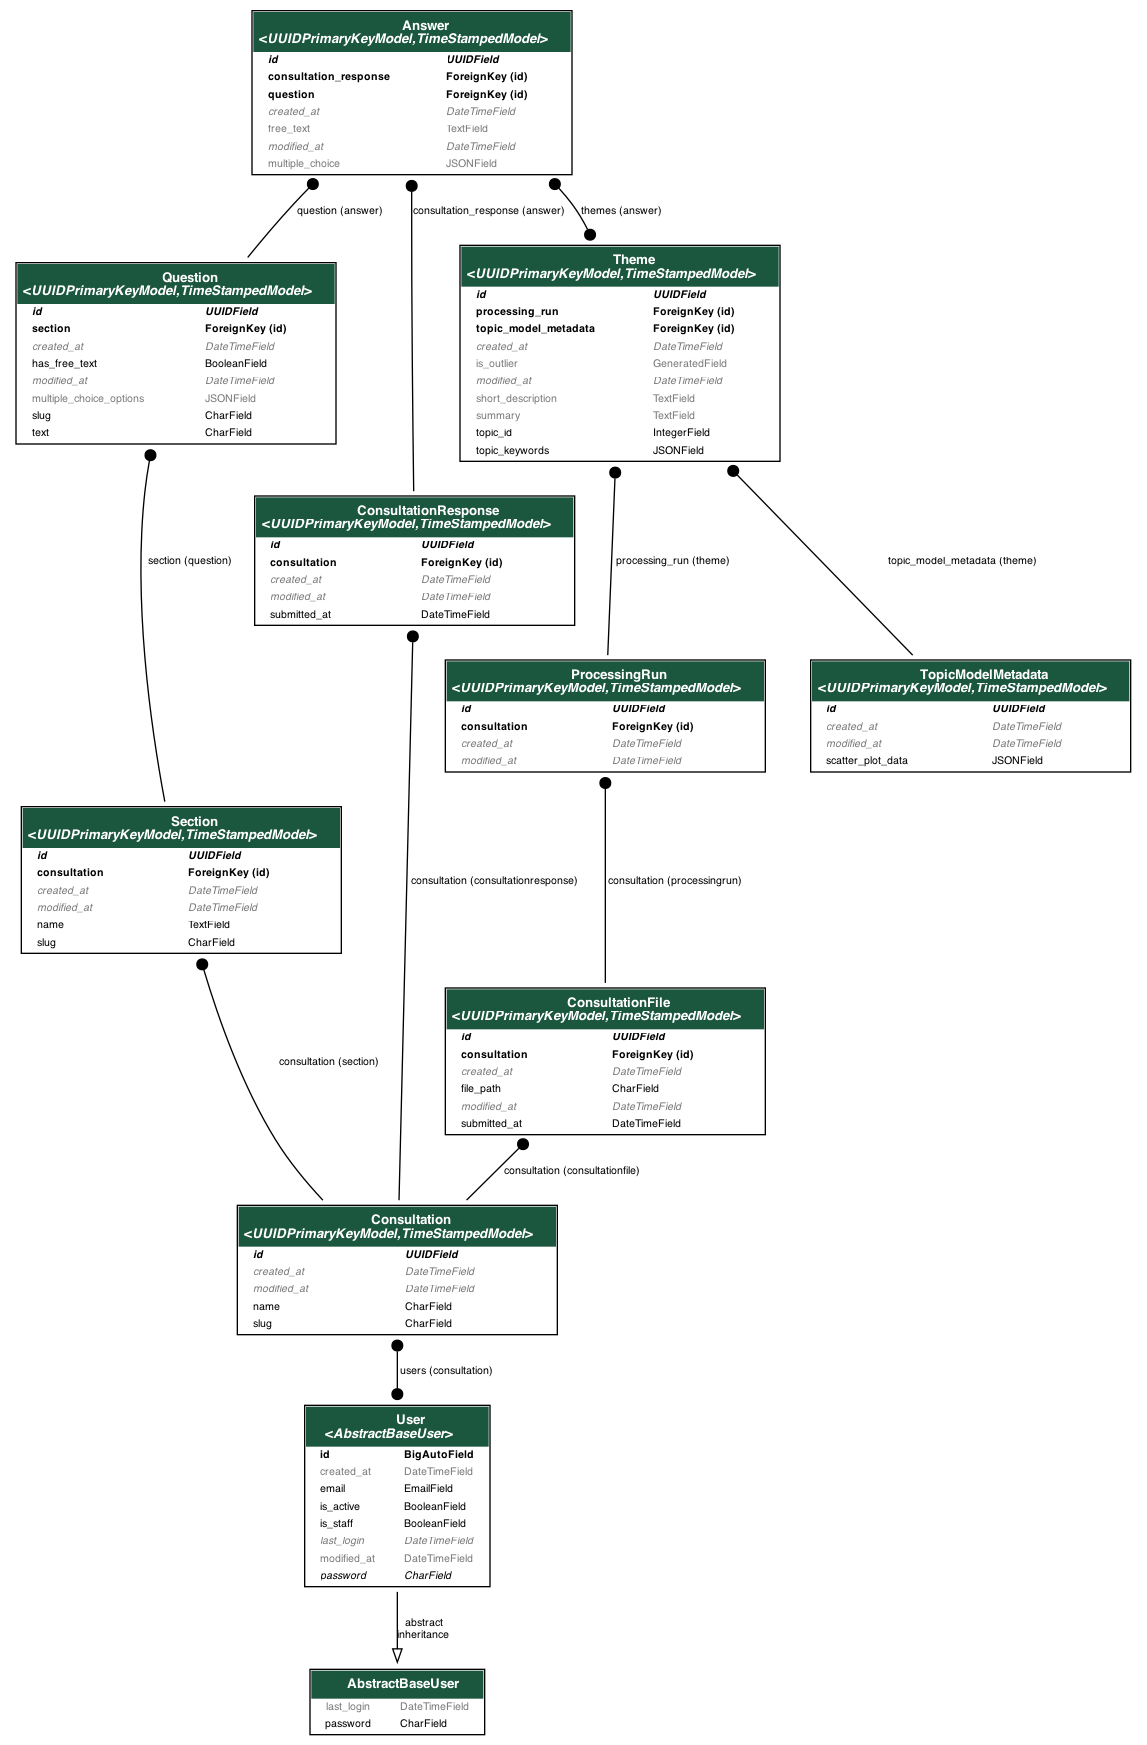 Answer
<UUIDPrimaryKeyModel,TimeStampedModel>
id UUIDField
consultation_response ForeignKey (id)
question ForeignKey (id)
created_at DateTimeField
free_text TextField
modified_at DateTimeField
multiple_choice JSONField
question (answer)
consultation_response (answer)
themes (answer)
Question
<UUIDPrimaryKeyModel,TimeStampedModel>
id UUIDField
section ForeignKey (id)
created_at DateTimeField
has_free_text BooleanField
modified_at DateTimeField
multiple_choice_options JSONField
slug CharField
text CharField
Theme
<UUIDPrimaryKeyModel,TimeStampedModel>
id UUIDField
processing_run ForeignKey (id)
topic_model_metadata ForeignKey (id)
created_at DateTimeField
is_outlier GeneratedField
modified_at DateTimeField
short_description TextField
summary TextField
topic_id IntegerField
topic_keywords JSONField
ConsultationResponse
<UUIDPrimaryKeyModel,TimeStampedModel>
id UUIDField
consultation ForeignKey (id)
created_at DateTimeField
modified_at DateTimeField
submitted_at DateTimeField
section (question)
processing_run (theme)
topic_model_metadata (theme)
ProcessingRun
<UUIDPrimaryKeyModel,TimeStampedModel>
id UUIDField
consultation ForeignKey (id)
created_at DateTimeField
modified_at DateTimeField
TopicModelMetadata
<UUIDPrimaryKeyModel,TimeStampedModel>
id UUIDField
created_at DateTimeField
modified_at DateTimeField
scatter_plot_data JSONField
Section
<UUIDPrimaryKeyModel,TimeStampedModel>
id UUIDField
consultation ForeignKey (id)
created_at DateTimeField
modified_at DateTimeField
name TextField
slug CharField
consultation (consultationresponse)
consultation (processingrun)
consultation (section)
ConsultationFile
<UUIDPrimaryKeyModel,TimeStampedModel>
id UUIDField
consultation ForeignKey (id)
created_at DateTimeField
file_path CharField
modified_at DateTimeField
submitted_at DateTimeField
consultation (consultationfile)
Consultation
<UUIDPrimaryKeyModel,TimeStampedModel>
id UUIDField
created_at DateTimeField
modified_at DateTimeField
name CharField
slug CharField
users (consultation)
User
<AbstractBaseUser>
id BigAutoField
created_at DateTimeField
email EmailField
is_active BooleanField
is_staff BooleanField
last_login DateTimeField
modified_at DateTimeField
password CharField
abstract
inheritance
AbstractBaseUser
last_login DateTimeField
password CharField